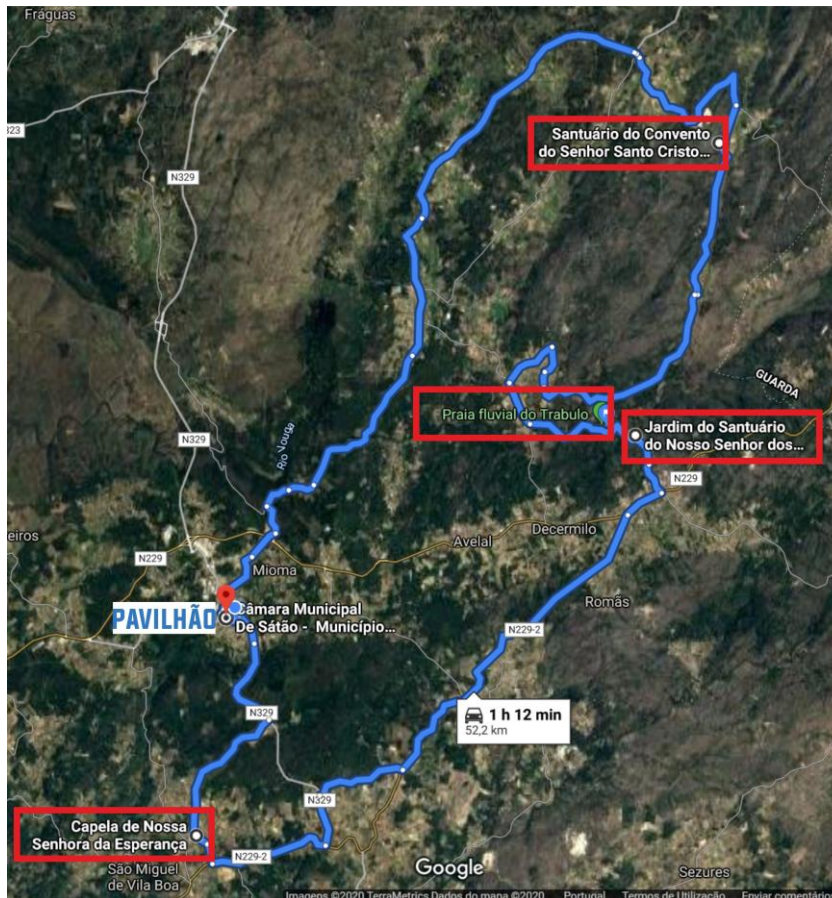 Fráguas
Santuário do Convento
do Senhor Santo Cristo...
N329
GUARDA
Praia fluvial do Trabulo
Jardim do Santuário
do Nosso Senhor dos...
N329
Rio Vouga
N229
N229
Avelal
Decermilo
Mioma
PAVILHÃO
Câmara Municipal
De Sátão - Município...
Romãs
N229-2
N329
1 h 12 min
52,2 km
N329
Capela de Nossa
Senhora da Esperança
N229-2
São Miguel
de Vila Boa
Google
Sezures
Imagens ©2020 TerraMetrics Dados do mapa ©2020 Portugal Termos de Utilização Enviar comentários